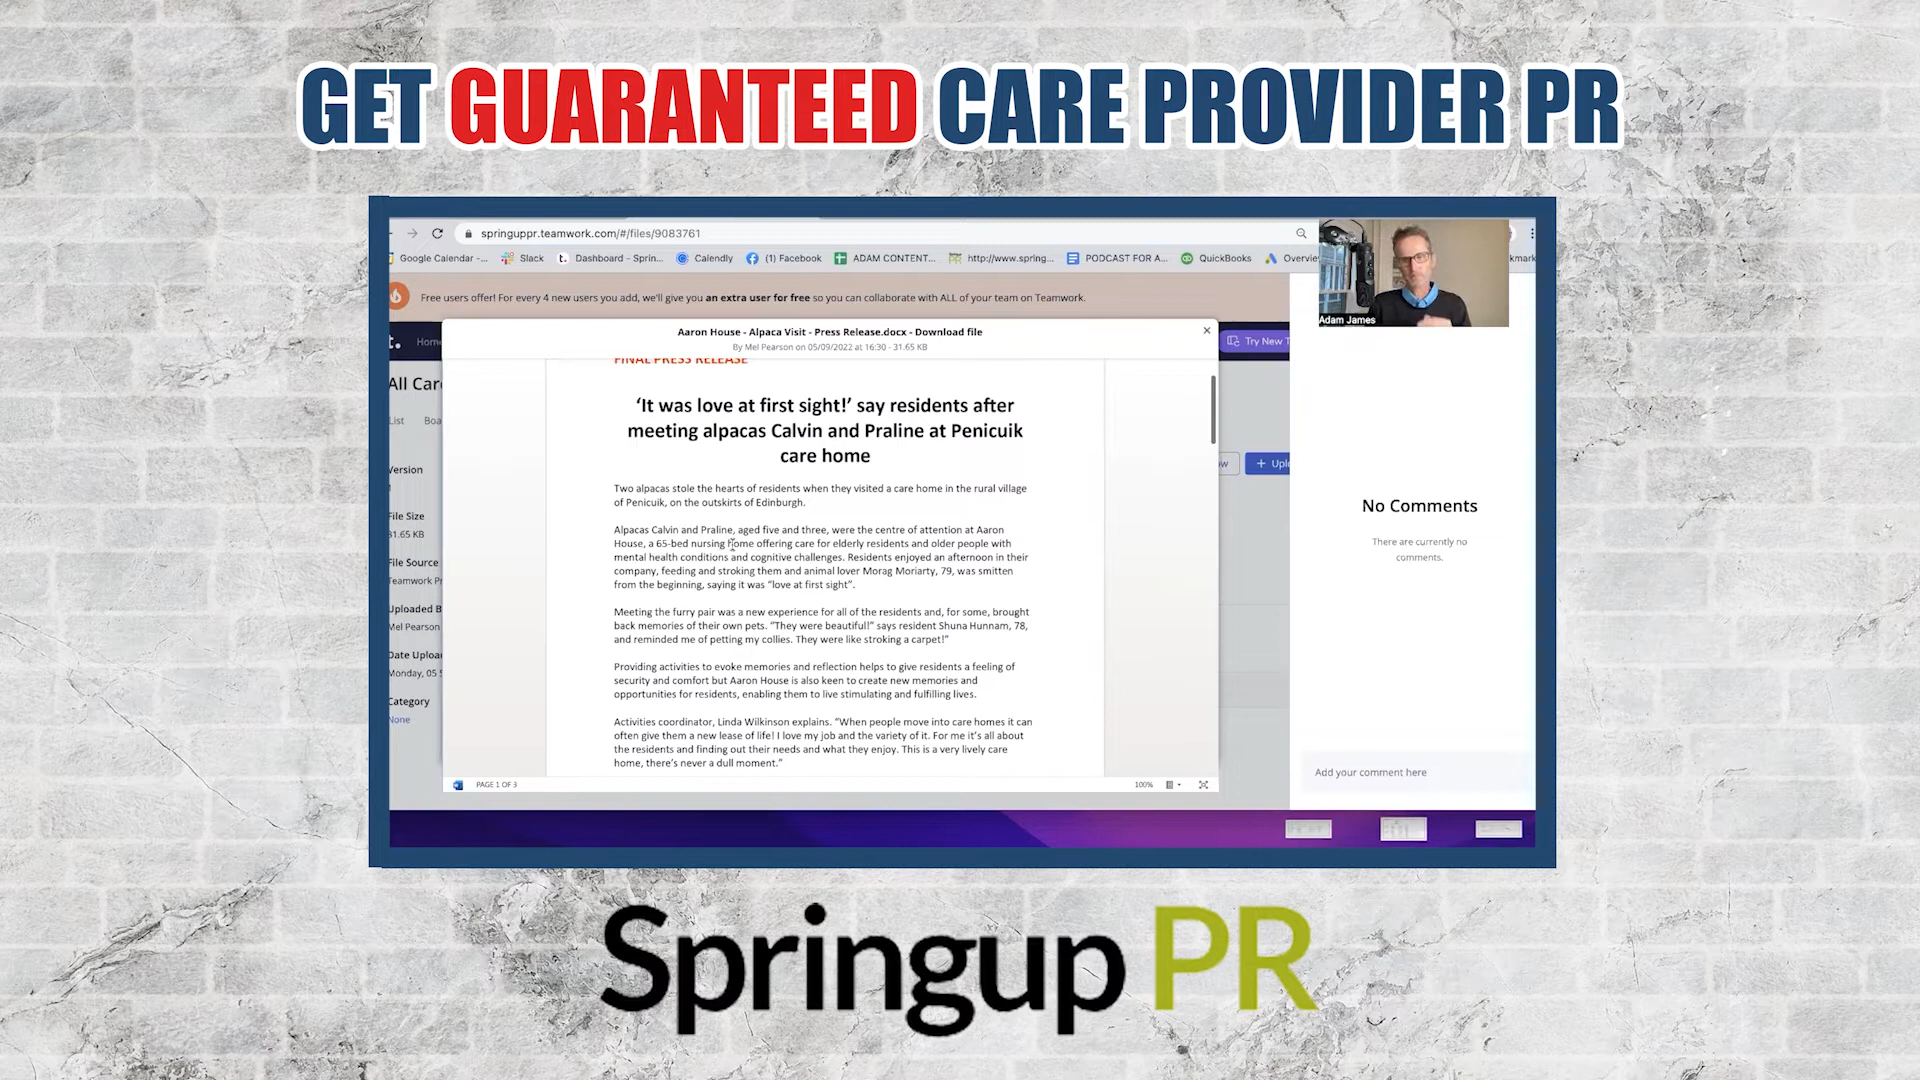 GET GUARANTEED CARE PROVIDER PR
springuppr.teamwork.com/#/files/9083761
Google Calendar -... Slack Dashboard - Sprin... Calendly (1) Facebook ADAM CONTENT... http://www.spring... PODCAST FOR A... QuickBooks Overvie kmark
Free users offer! For every 4 new users you add, we'll give you an extra user for free so you can collaborate with ALL of your team on Teamwork.
Adam James
Aaron House - Alpaca Visit - Press Release.docx - Download file
By Mel Pearson on 05/09/2022 at 16:30 - 31.65 KB
t. Hom
Try New T
FINAL PRESS RELEASE
All Car
List Boa
‘It was love at first sight!’ say residents after
meeting alpacas Calvin and Praline at Penicuik
care home
Version
File Size
31.65 KB
File Source
Teamwork Pr
Uploaded B
Mel Pearson
Date Uploa
Monday, 05 S
Category
None
ow + Uplo
Two alpacas stole the hearts of residents when they visited a care home in the rural village
of Penicuik, on the outskirts of Edinburgh.
Alpacas Calvin and Praline, aged five and three, were the centre of attention at Aaron
House, a 65-bed nursing home offering care for elderly residents and older people with
mental health conditions and cognitive challenges. Residents enjoyed an afternoon in their
company, feeding and stroking them and animal lover Morag Moriarty, 79, was smitten
from the beginning, saying it was “love at first sight”.
Meeting the furry pair was a new experience for all of the residents and, for some, brought
back memories of their own pets. “They were beautiful!” says resident Shuna Hunnam, 78,
and reminded me of petting my collies. They were like stroking a carpet!”
Providing activities to evoke memories and reflection helps to give residents a feeling of
security and comfort but Aaron House is also keen to create new memories and
opportunities for residents, enabling them to live stimulating and fulfilling lives.
Activities coordinator, Linda Wilkinson explains. “When people move into care homes it can
often give them a new lease of life! I love my job and the variety of it. For me it’s all about
the residents and finding out their needs and what they enjoy. This is a very lively care
home, there’s never a dull moment.”
PAGE 1 OF 3
100%
No Comments
There are currently no
comments.
Add your comment here
Springup PR